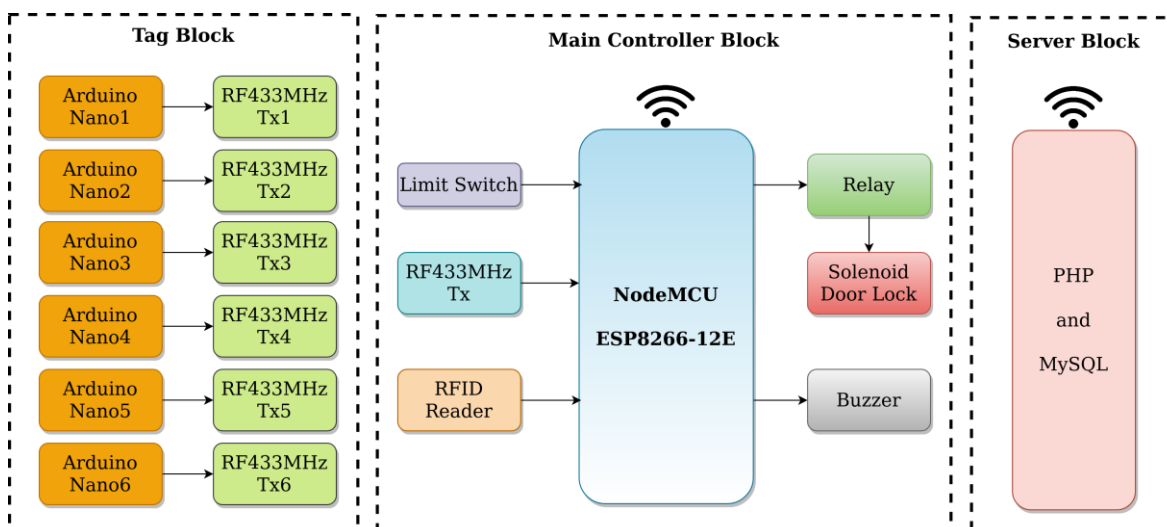 Tag Block
Arduino
Nano1
RF433MHz
Tx1
Arduino
Nano2
RF433MHz
Tx2
Arduino
Nano3
RF433MHz
Tx3
Arduino
Nano4
RF433MHz
Tx4
Arduino
Nano5
RF433MHz
Tx5
Arduino
Nano6
RF433MHz
Tx6
Main Controller Block
Limit Switch
RF433MHz
Tx
RFID
Reader
NodeMCU
ESP8266-12E
Relay
Solenoid
Door Lock
Buzzer
Server Block
PHP
and
MySQL